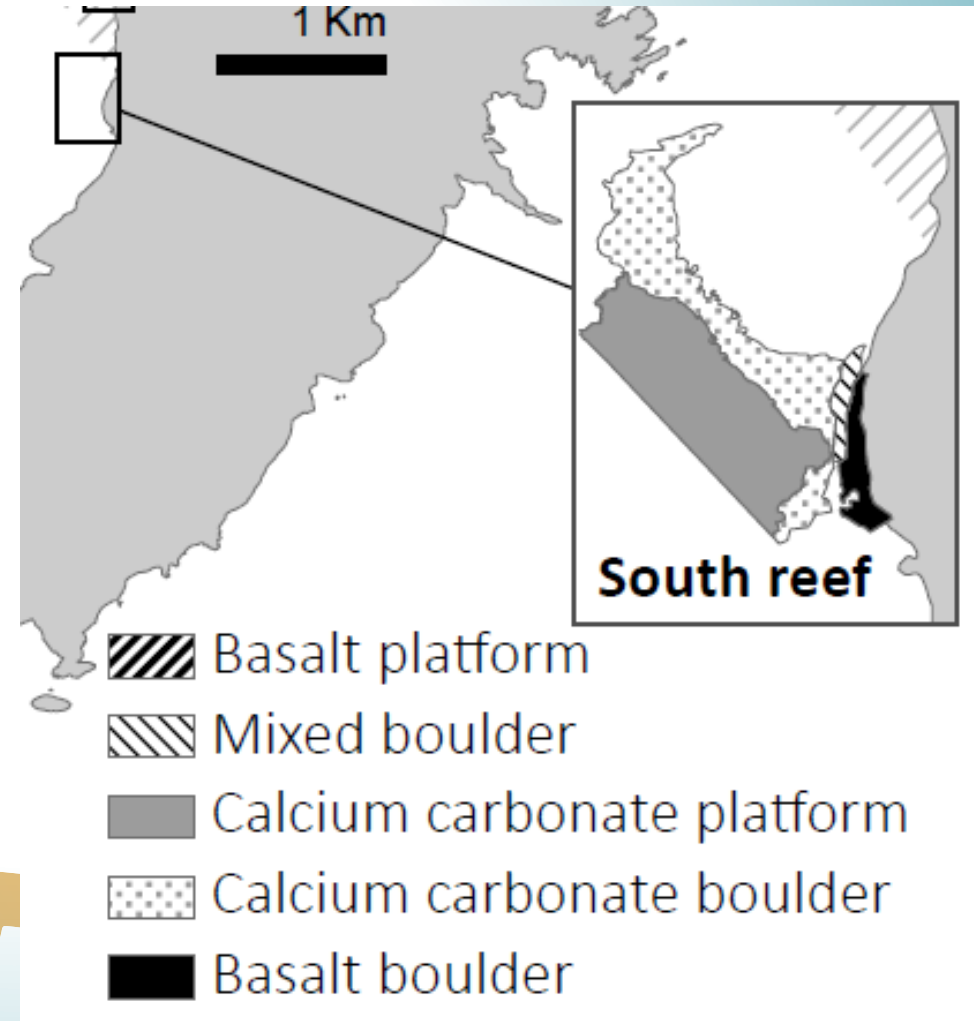 1 Km
South reef
Basalt platform
Mixed boulder
Calcium carbonate platform
Calcium carbonate boulder
Basalt boulder